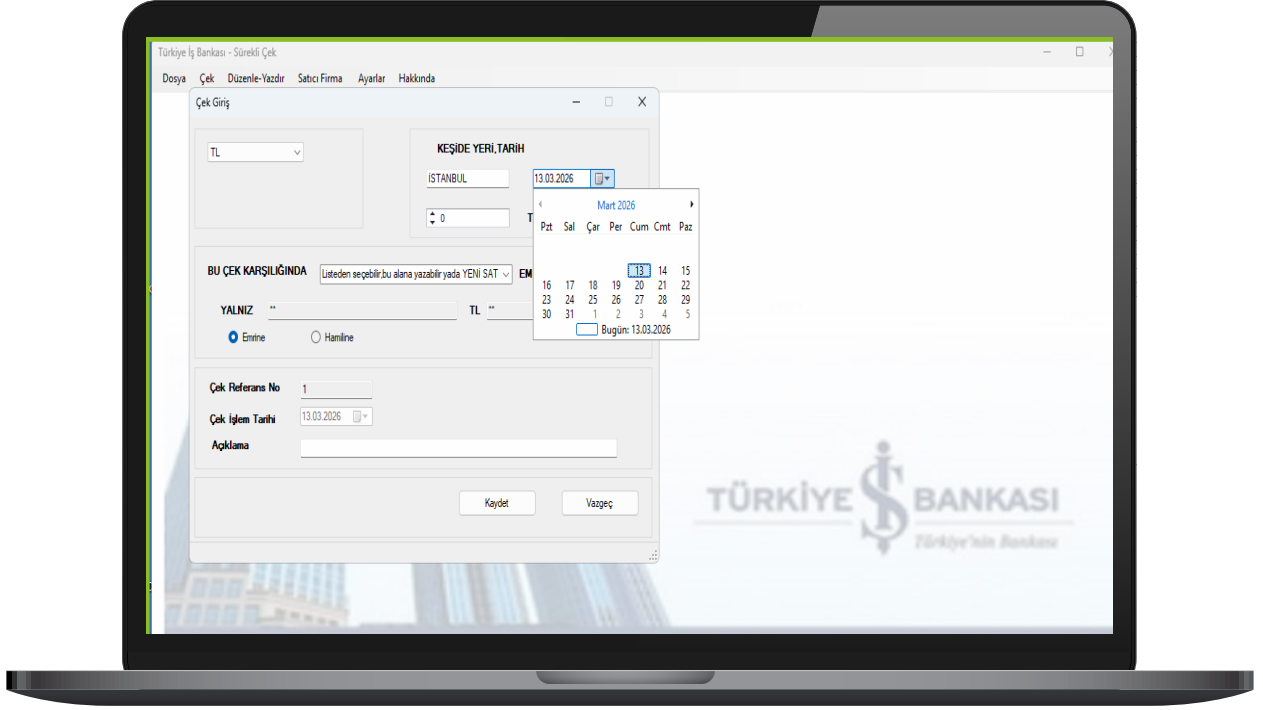 Türkiye İş Bankası - Sürekli Çek
Dosya Çek Düzenle-Yazdır Satıcı Firma Ayarlar Hakkında
Çek Giriş
TL
KEŞİDE YERİ,TARİH
İSTANBUL 13.03.2026
0 T
Mart 2026
Pzt Sal Çar Per Cum Cmt Paz
13 14 15
16 17 18 19 20 21 22
23 24 25 26 27 28 29
30 31 1 2 3 4 5
Bugün: 13.03.2026
BU ÇEK KARŞILIĞINDA Listeden seçebilir,bu alana yazabilir yada YENİ SAT EM
YALNIZ ** TL **
Emrine Hamiline
Çek Referans No 1
Çek İşlem Tarihi 13.03.2026
Açıklama
Kaydet Vazgeç
TÜRKİYE İŞ BANKASI
Türkiye'nin Bankası